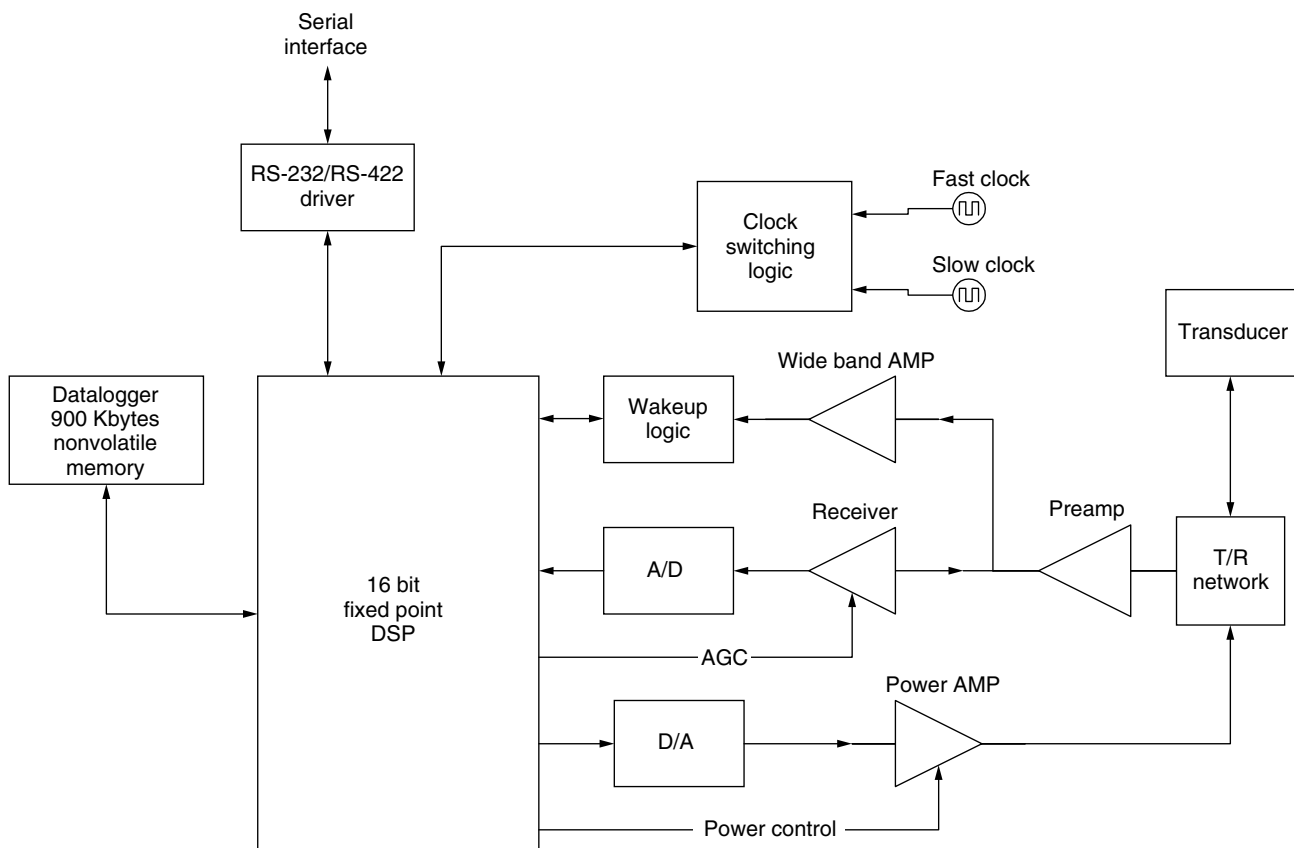 Serial
interface
RS-232/RS-422
driver
Fast clock
Clock
switching
logic
Slow clock
Transducer
Wide band AMP
Datalogger
900 Kbytes
nonvolatile
memory
Wakeup
logic
Receiver
Preamp
A/D
T/R
network
16 bit
fixed point
DSP
AGC
Power AMP
D/A
Power control